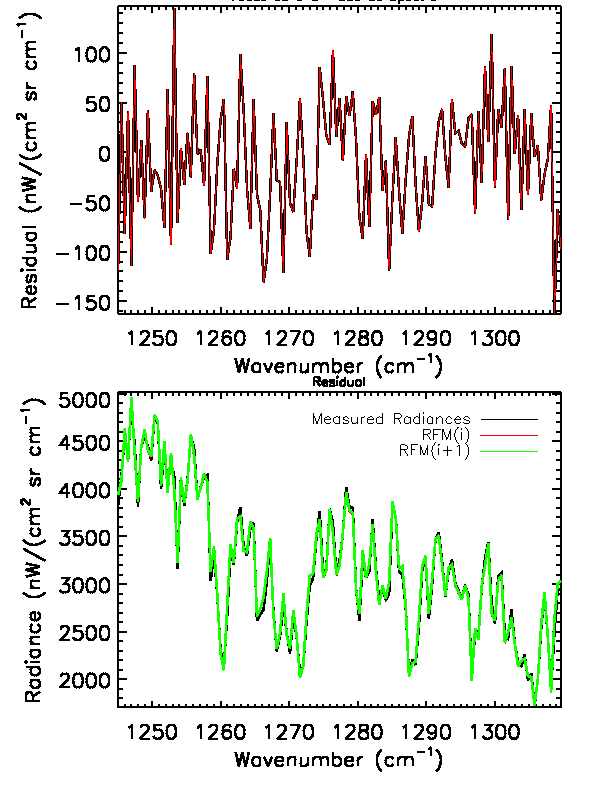 100
50
0
−50
−100
−150
Residual (nW/(cm² sr cm⁻¹)
1250 1260 1270 1280 1290 1300
Wavenumber (cm⁻¹)
Residual
5000
4500
4000
3500
3000
2500
2000
Radiance (nW/(cm² sr cm⁻¹)
Measured Radiances
RFM(i)
RFM(i+1)
1250 1260 1270 1280 1290 1300
Wavenumber (cm⁻¹)